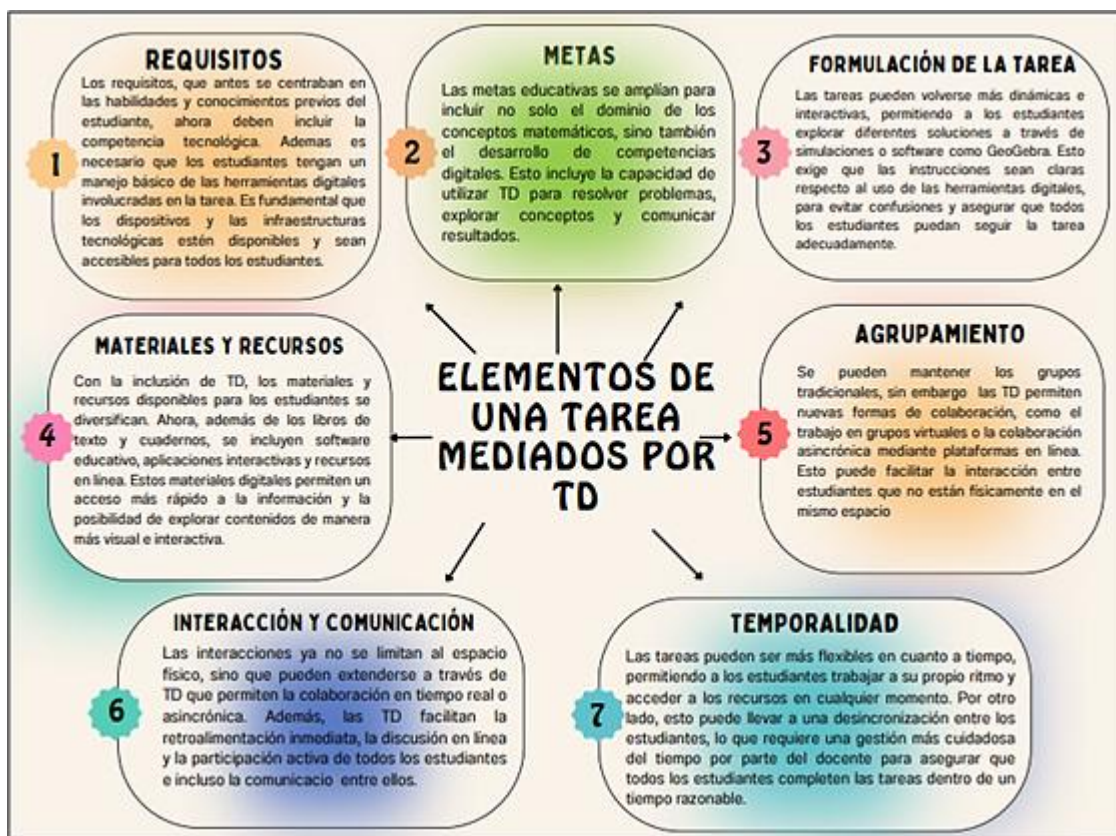 REQUISITOS
Los requisitos, que antes se centraban en
las habilidades y conocimientos previos del
estudiante, ahora deben incluir la
competencia tecnológica. Ademas es
necesario que los estudiantes tengan un
manejo básico de las herramientas digitales
involucradas en la tarea. Es fundamental que
los dispositivos y las infraestructuras
tecnológicas estén disponibles y sean
accesibles para todos los estudiantes.
1
METAS
Las metas educativas se amplían para
incluir no solo el dominio de los
conceptos matemáticos, sino también
el desarrollo de competencias
digitales. Esto incluye la capacidad de
utilizar TD para resolver problemas,
explorar conceptos y comunicar
resultados.
2
FORMULACIÓN DE LA TAREA
Las tareas pueden volverse más dinámicas e
interactivas, permitiendo a los estudiantes
explorar diferentes soluciones a través de
simulaciones o software como GeoGebra. Esto
exige que las instrucciones sean claras
respecto al uso de las herramientas digitales,
para evitar confusiones y asegurar que todos
los estudiantes puedan seguir la tarea
adecuadamente.
3
MATERIALES Y RECURSOS
Con la inclusión de TD, los materiales y
recursos disponibles para los estudiantes se
diversifican. Ahora, además de los libros de
texto y cuadernos, se incluyen software
educativo, aplicaciones interactivas y recursos
en línea. Estos materiales digitales permiten un
acceso más rápido a la información y la
posibilidad de explorar contenidos de manera
más visual e interactiva.
4
ELEMENTOS DE
UNA TAREA
MEDIADOS POR
TD
AGRUPAMIENTO
Se pueden mantener los grupos
tradicionales, sin embargo las TD permiten
nuevas formas de colaboración, como el
trabajo en grupos virtuales o la colaboración
asincrónica mediante plataformas en línea.
Esto puede facilitar la interacción entre
estudiantes que no están físicamente en el
mismo espacio
5
INTERACCIÓN Y COMUNICACIÓN
Las interacciones ya no se limitan al espacio
físico, sino que pueden extenderse a través de
TD que permiten la colaboración en tiempo real o
asincrónica. Además, las TD facilitan la
retroalimentación inmediata, la discusión en línea
y la participación activa de todos los estudiantes
e incluso la comunicacio entre ellos.
6
TEMPORALIDAD
Las tareas pueden ser más flexibles en cuanto a tiempo,
permitiendo a los estudiantes trabajar a su propio ritmo y
acceder a los recursos en cualquier momento. Por otro
lado, esto puede llevar a una desincronización entre los
estudiantes, lo que requiere una gestión más cuidadosa
del tiempo por parte del docente para asegurar que
todos los estudiantes completen las tareas dentro de un
tiempo razonable.
7